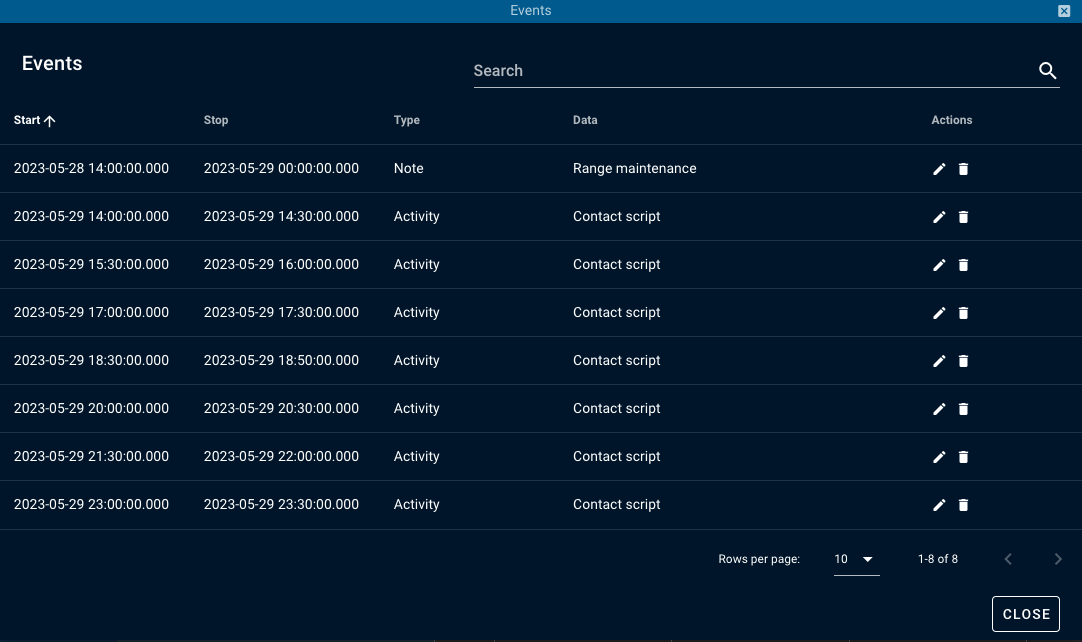 Events
Events
Search
Start Stop Type Data Actions
2023-05-28 14:00:00.000 2023-05-29 00:00:00.000 Note Range maintenance
2023-05-29 14:00:00.000 2023-05-29 14:30:00.000 Activity Contact script
2023-05-29 15:30:00.000 2023-05-29 16:00:00.000 Activity Contact script
2023-05-29 17:00:00.000 2023-05-29 17:30:00.000 Activity Contact script
2023-05-29 18:30:00.000 2023-05-29 18:50:00.000 Activity Contact script
2023-05-29 20:00:00.000 2023-05-29 20:30:00.000 Activity Contact script
2023-05-29 21:30:00.000 2023-05-29 22:00:00.000 Activity Contact script
2023-05-29 23:00:00.000 2023-05-29 23:30:00.000 Activity Contact script
Rows per page: 10 1-8 of 8
CLOSE